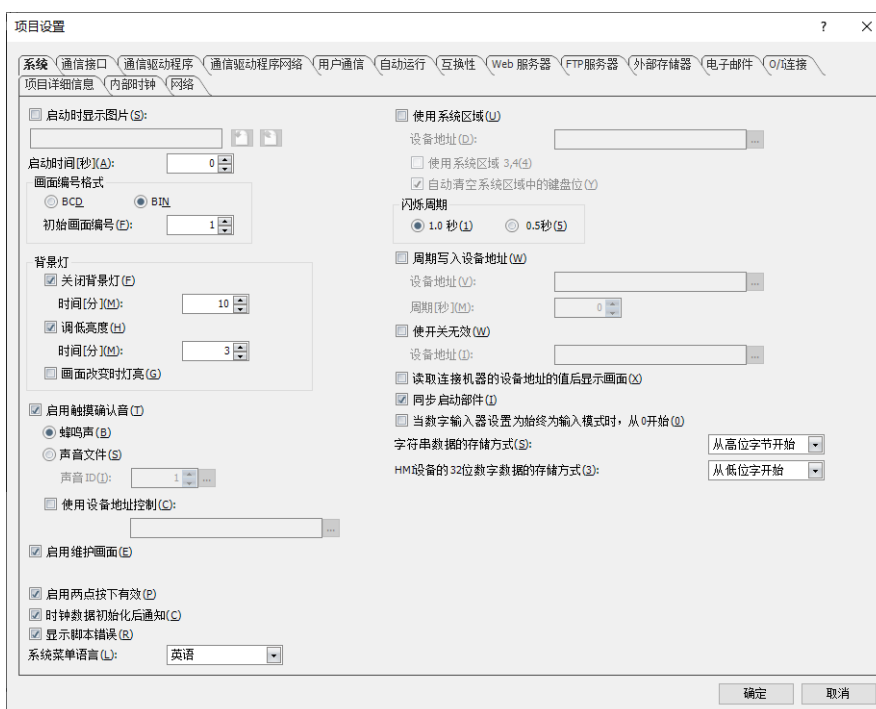 项目设置
?
系统 通信接口 通信驱动程序 通信驱动程序网络 用户通信 自动运行 互换性 Web 服务器 FTP服务器 外部存储器 电子邮件 O/I连接
项目详细信息 内部时钟 网络
启动时显示图片(S):
启动时间[秒](A): 0
画面编号格式
BCD BIN
初始画面编号(F): 1
背景灯
关闭背景灯(F)
时间[分](M): 10
调低亮度(H)
时间[分](M): 3
画面改变时灯亮(G)
启用触摸确认音(T)
蜂鸣声(B)
声音文件(S)
声音ID(I): 1 ...
使用设备地址控制(C):
...
启用维护画面(E)
启用两点按下有效(P)
时钟数据初始化后通知(C)
显示脚本错误(R)
系统菜单语言(L): 英语
使用系统区域(U)
设备地址(D): ...
使用系统区域 3,4(4)
自动清空系统区域中的键盘位(Y)
闪烁周期
1.0 秒(1) 0.5秒(5)
周期写入设备地址(W)
设备地址(V): ...
周期[秒](M): 0
使开关无效(W)
设备地址(I): ...
读取连接机器的设备地址的值后显示画面(X)
同步启动部件(I)
当数字输入器设置为始终为输入模式时，从0开始(0)
字符串数据的存储方式(S): 从高位字节开始
HMI设备的32位数字数据的存储方式(3): 从低位字开始
确定 取消